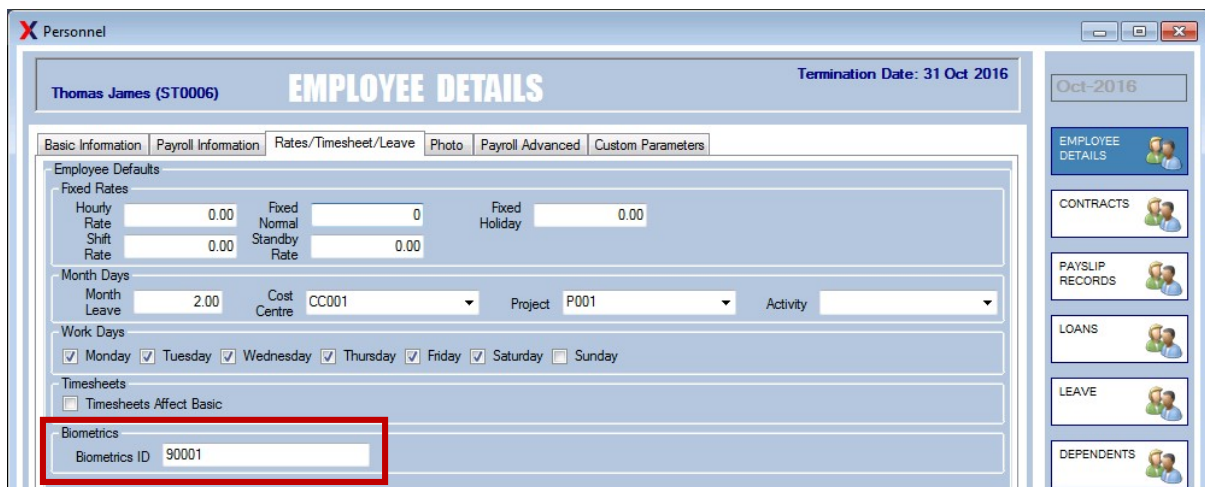 Personnel
Thomas James (ST0006)
EMPLOYEE DETAILS
Termination Date: 31 Oct 2016
Oct-2016
Basic Information Payroll Information Rates/Timesheet/Leave Photo Payroll Advanced Custom Parameters
Employee Defaults
Fixed Rates
Hourly Rate 0.00 Fixed Normal 0 Fixed Holiday 0.00
Shift Rate 0.00 Standby Rate 0.00
Month Days
Month Leave 2.00 Cost Centre CC001 Project P001 Activity
Work Days
Monday Tuesday Wednesday Thursday Friday Saturday Sunday
Timesheets
Timesheets Affect Basic
Biometrics
Biometrics ID 90001
EMPLOYEE
DETAILS
CONTRACTS
PAYSLIP
RECORDS
LOANS
LEAVE
DEPENDENTS